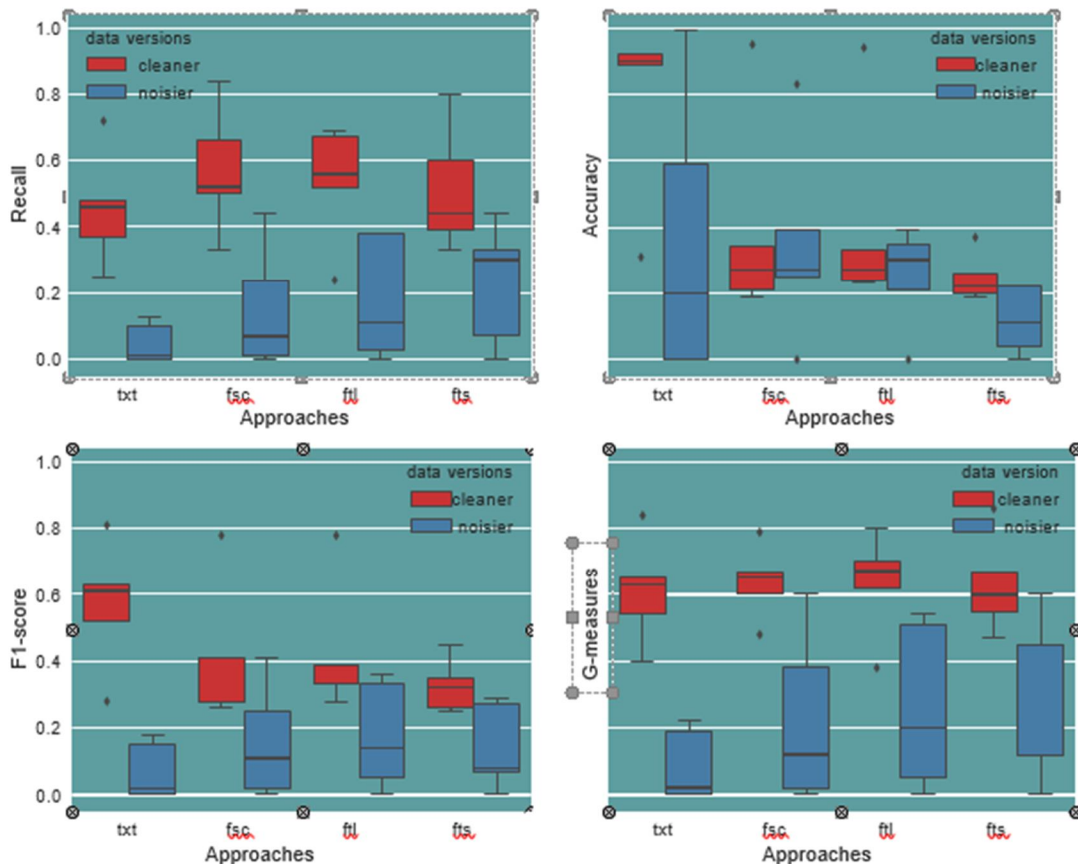 1.0
0.8
0.6
0.4
0.2
0.0
Recall
data versions
cleaner
noisier
txt fsc ftl fts
Approaches
Accuracy
data versions
cleaner
noisier
txt fsc ftl fts
Approaches
1.0
0.8
0.6
0.4
0.2
0.0
F1-score
data versions
cleaner
noisier
txt fsc ftl fts
Approaches
G-measures
data version
cleaner
noisier
txt fsc ftl fts
Approaches